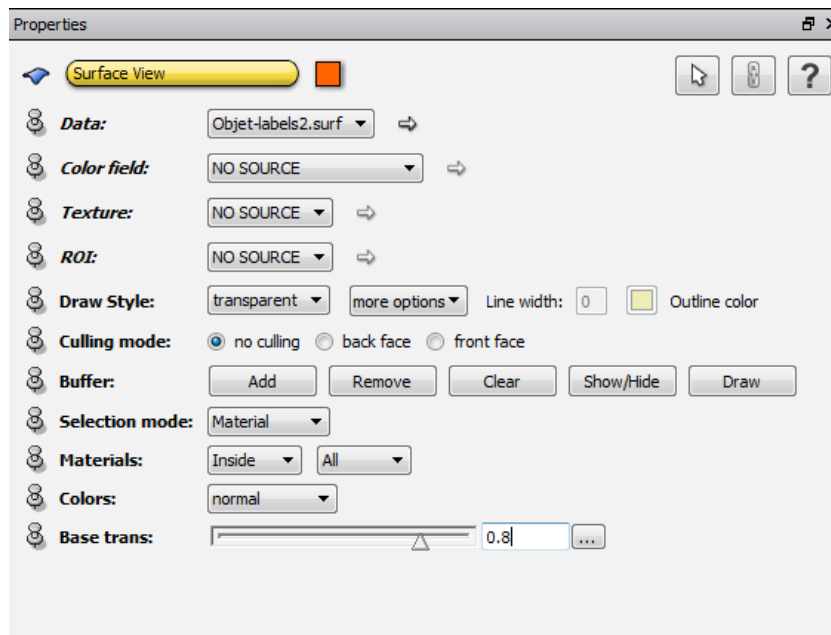 Properties
Surface View
?
Data: Objet-labels2.surf
Color field: NO SOURCE
Texture: NO SOURCE
ROI: NO SOURCE
Draw Style: transparent more options Line width: 0 Outline color
Culling mode: no culling back face front face
Buffer: Add Remove Clear Show/Hide Draw
Selection mode: Material
Materials: Inside All
Colors: normal
Base trans: 0.8 ...